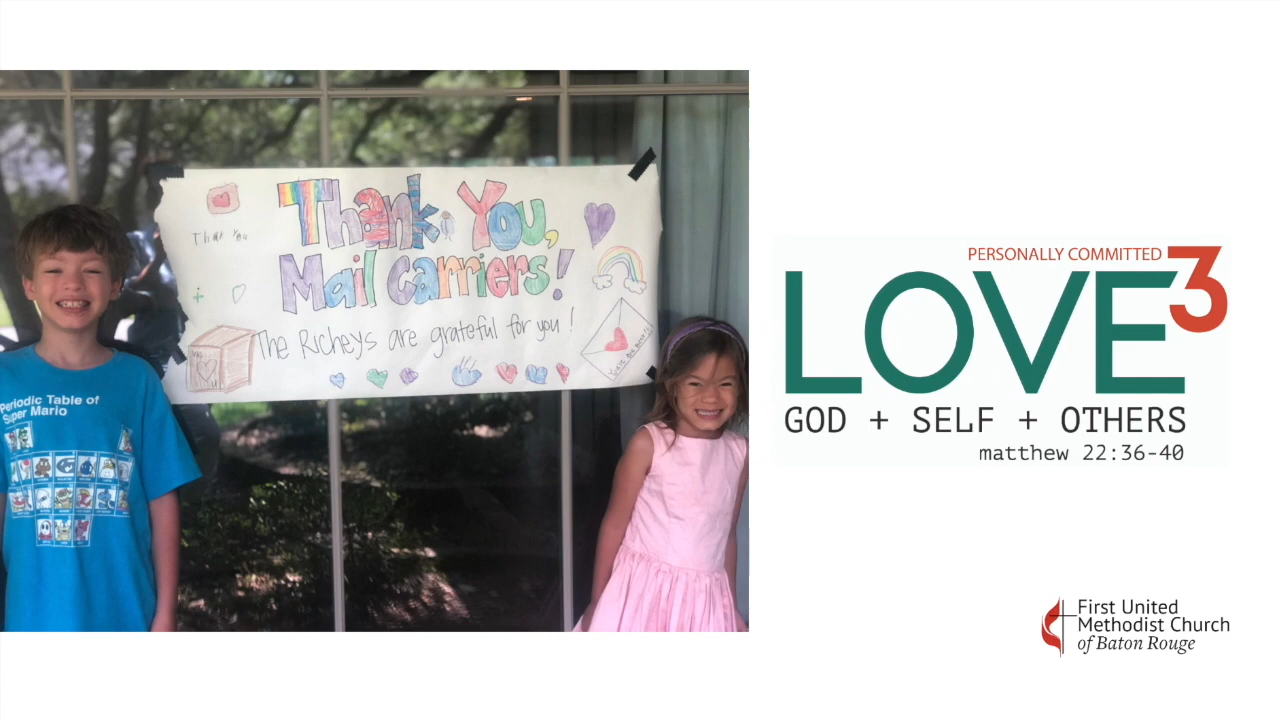 Thank You
Thank You,
Mail Carriers!
The Richeys are grateful for you!
Periodic Table of
Super Mario
PERSONALLY COMMITTED
LOVE3
GOD + SELF + OTHERS
matthew 22:36-40
First United
Methodist Church
of Baton Rouge